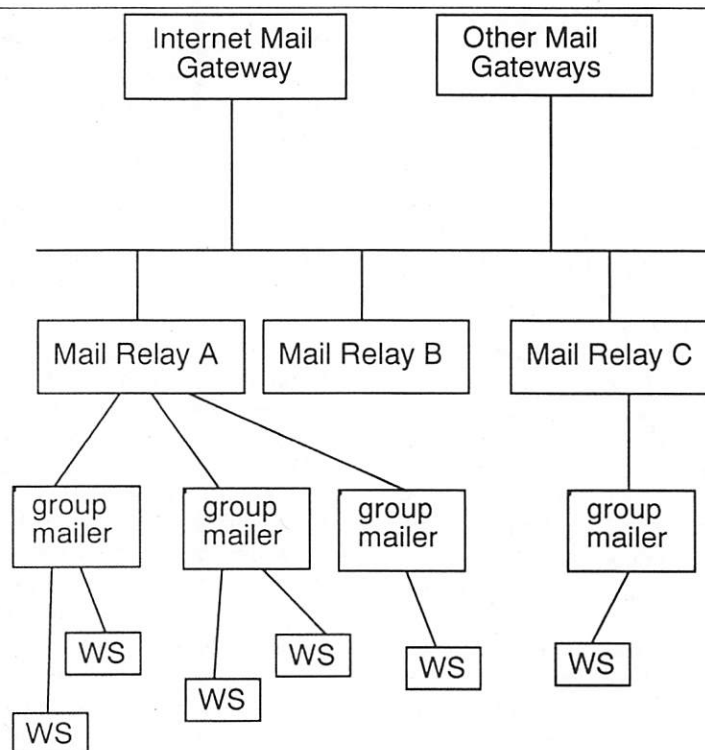 Internet Mail
Gateway
Other Mail
Gateways
Mail Relay A
Mail Relay B
Mail Relay C
group
mailer
group
mailer
group
mailer
group
mailer
WS
WS
WS
WS
WS
WS